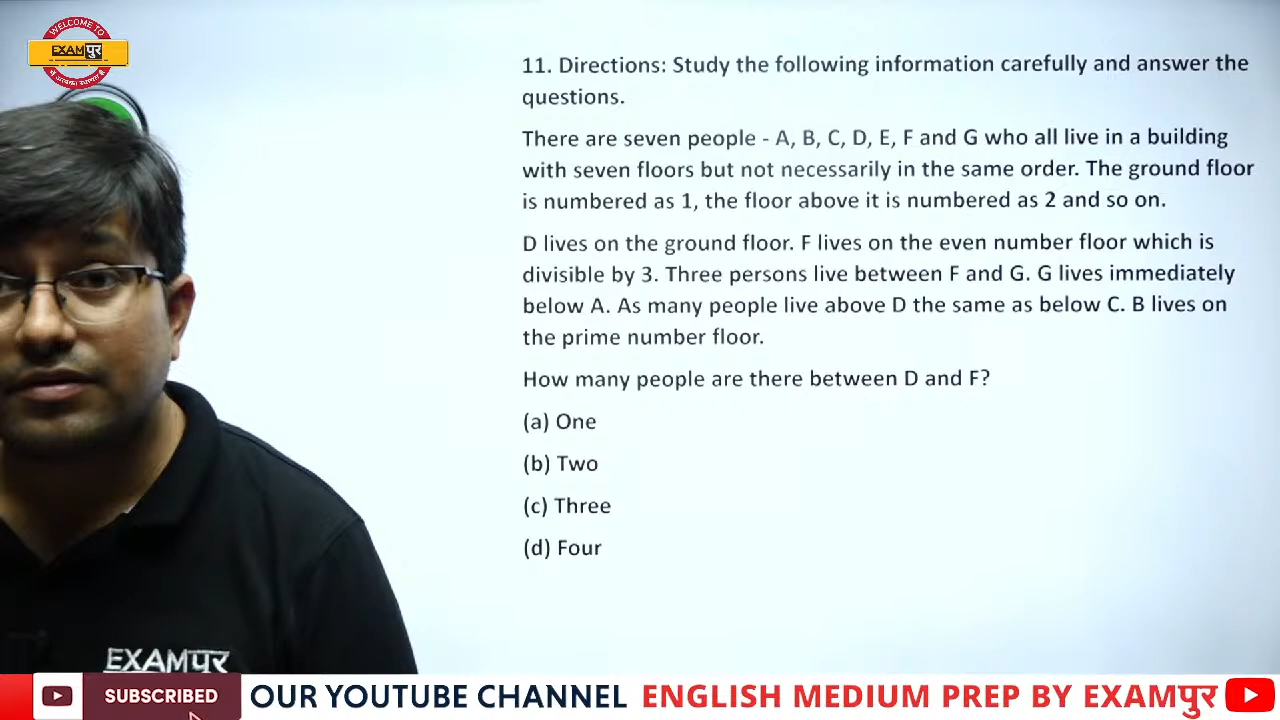 WELCOME TO
EXAMपुर
11. Directions: Study the following information carefully and answer the
questions.
There are seven people - A, B, C, D, E, F and G who all live in a building
with seven floors but not necessarily in the same order. The ground floor
is numbered as 1, the floor above it is numbered as 2 and so on.
D lives on the ground floor. F lives on the even number floor which is
divisible by 3. Three persons live between F and G. G lives immediately
below A. As many people live above D the same as below C. B lives on
the prime number floor.
How many people are there between D and F?
(a) One
(b) Two
(c) Three
(d) Four
EXAMपुर
SUBSCRIBED
OUR YOUTUBE CHANNEL ENGLISH MEDIUM PREP BY EXAMपुर